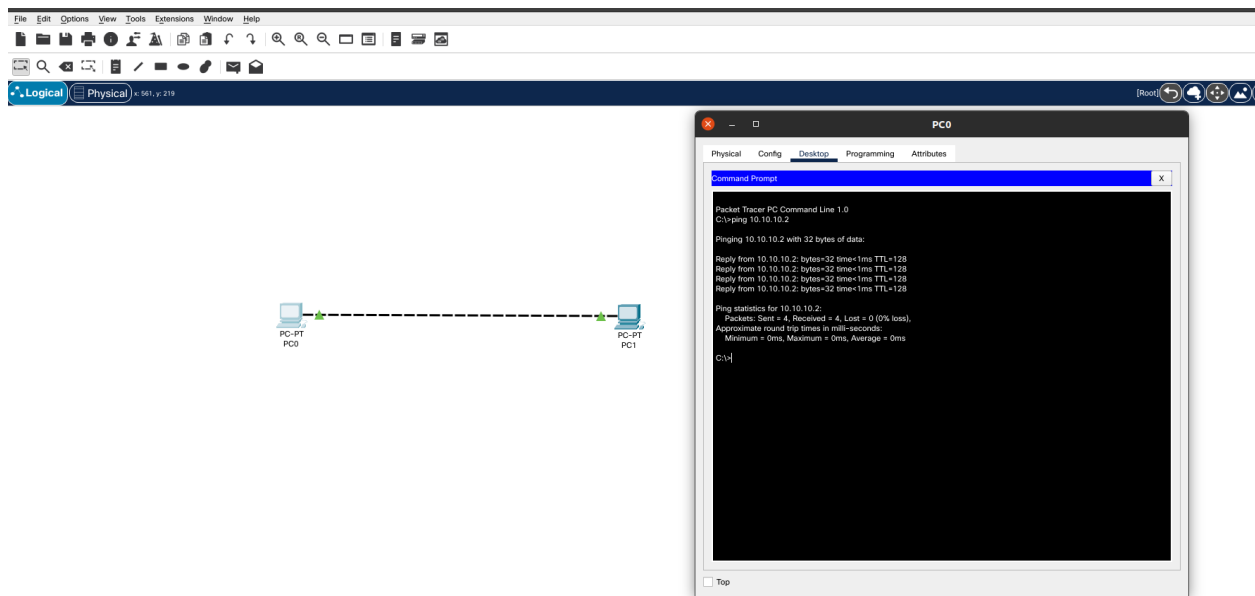 File Edit Options View Tools Extensions Window Help
Logical Physical x: 561, y: 219 [Root]
PC0
Physical Config Desktop Programming Attributes
Command Prompt X
Packet Tracer PC Command Line 1.0
C:\>ping 10.10.10.2
Pinging 10.10.10.2 with 32 bytes of data:
Reply from 10.10.10.2: bytes=32 time<1ms TTL=128
Reply from 10.10.10.2: bytes=32 time<1ms TTL=128
Reply from 10.10.10.2: bytes=32 time<1ms TTL=128
Reply from 10.10.10.2: bytes=32 time<1ms TTL=128
Ping statistics for 10.10.10.2:
Packets: Sent = 4, Received = 4, Lost = 0 (0% loss),
Approximate round trip times in milli-seconds:
Minimum = 0ms, Maximum = 0ms, Average = 0ms
C:\>
PC-PT
PC0
PC-PT
PC1
Top